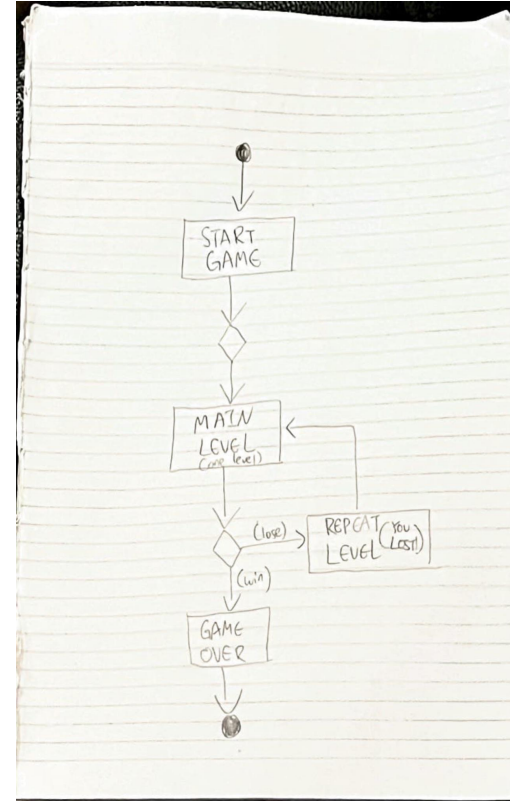 START
GAME
MAIN
LEVEL
(one level)
(lose)
REPEAT
LEVEL
(YOU
LOST!)
(win)
GAME
OVER